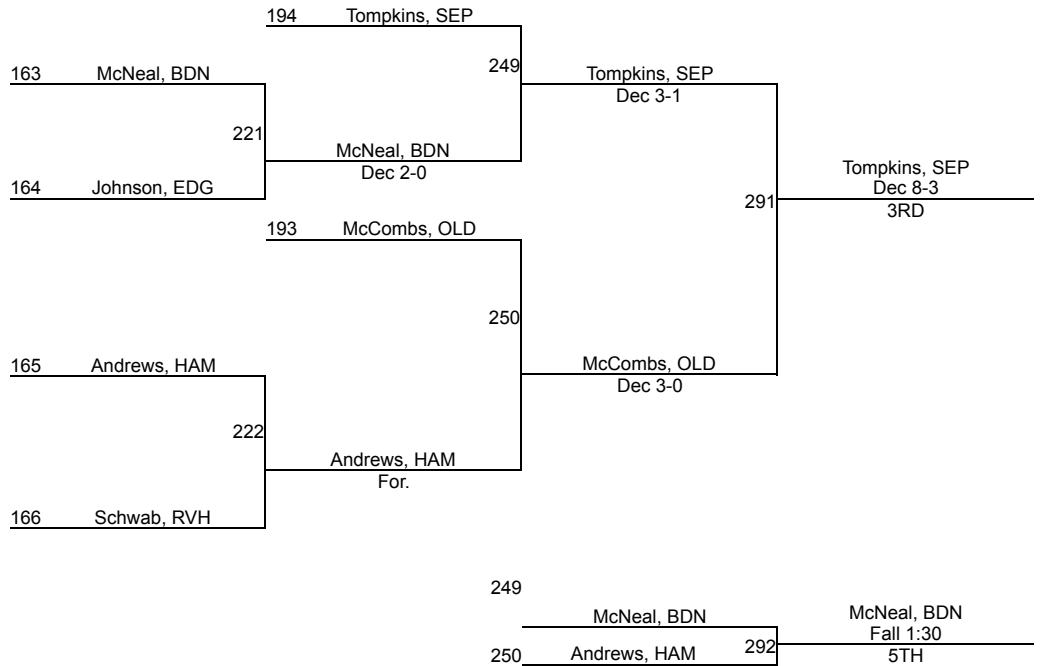 194 Tompkins, SEP
163 McNeal, BDN
249
Tompkins, SEP
Dec 3-1
221
McNeal, BDN
Dec 2-0
164 Johnson, EDG
Tompkins, SEP
Dec 8-3
3RD
291
193 McCombs, OLD
250
165 Andrews, HAM
McCombs, OLD
Dec 3-0
222
Andrews, HAM
For.
166 Schwab, RVH
249
McNeal, BDN
250 Andrews, HAM
292
McNeal, BDN
Fall 1:30
5TH